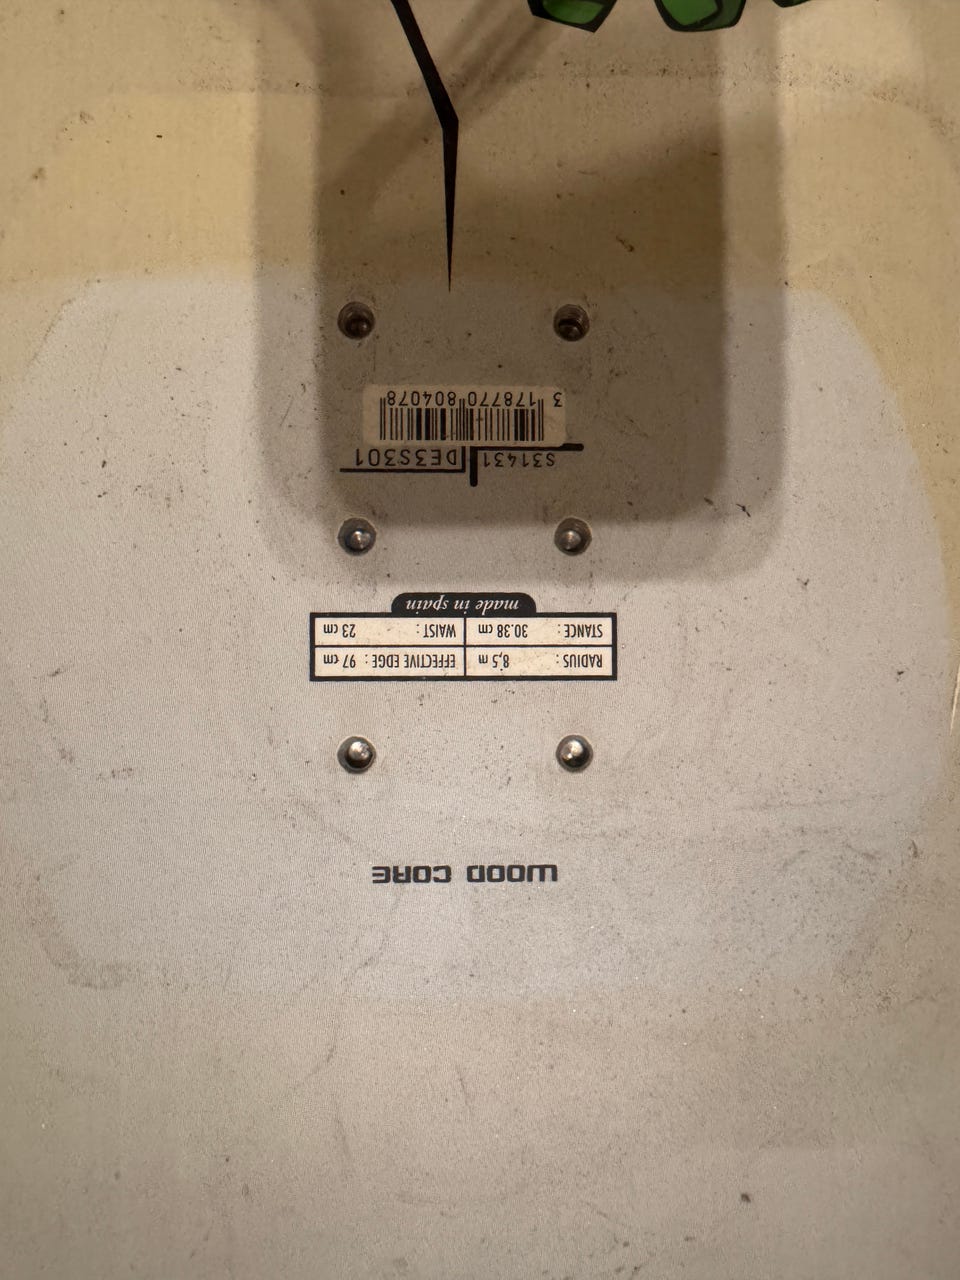 WOOD CORE
RADIUS : 8,5 m EFFECTIVE EDGE : 97 cm
STANCE : 30.38 cm WAIST : 23 cm
made in spain
S31431 DE3S301
3 178770 804078